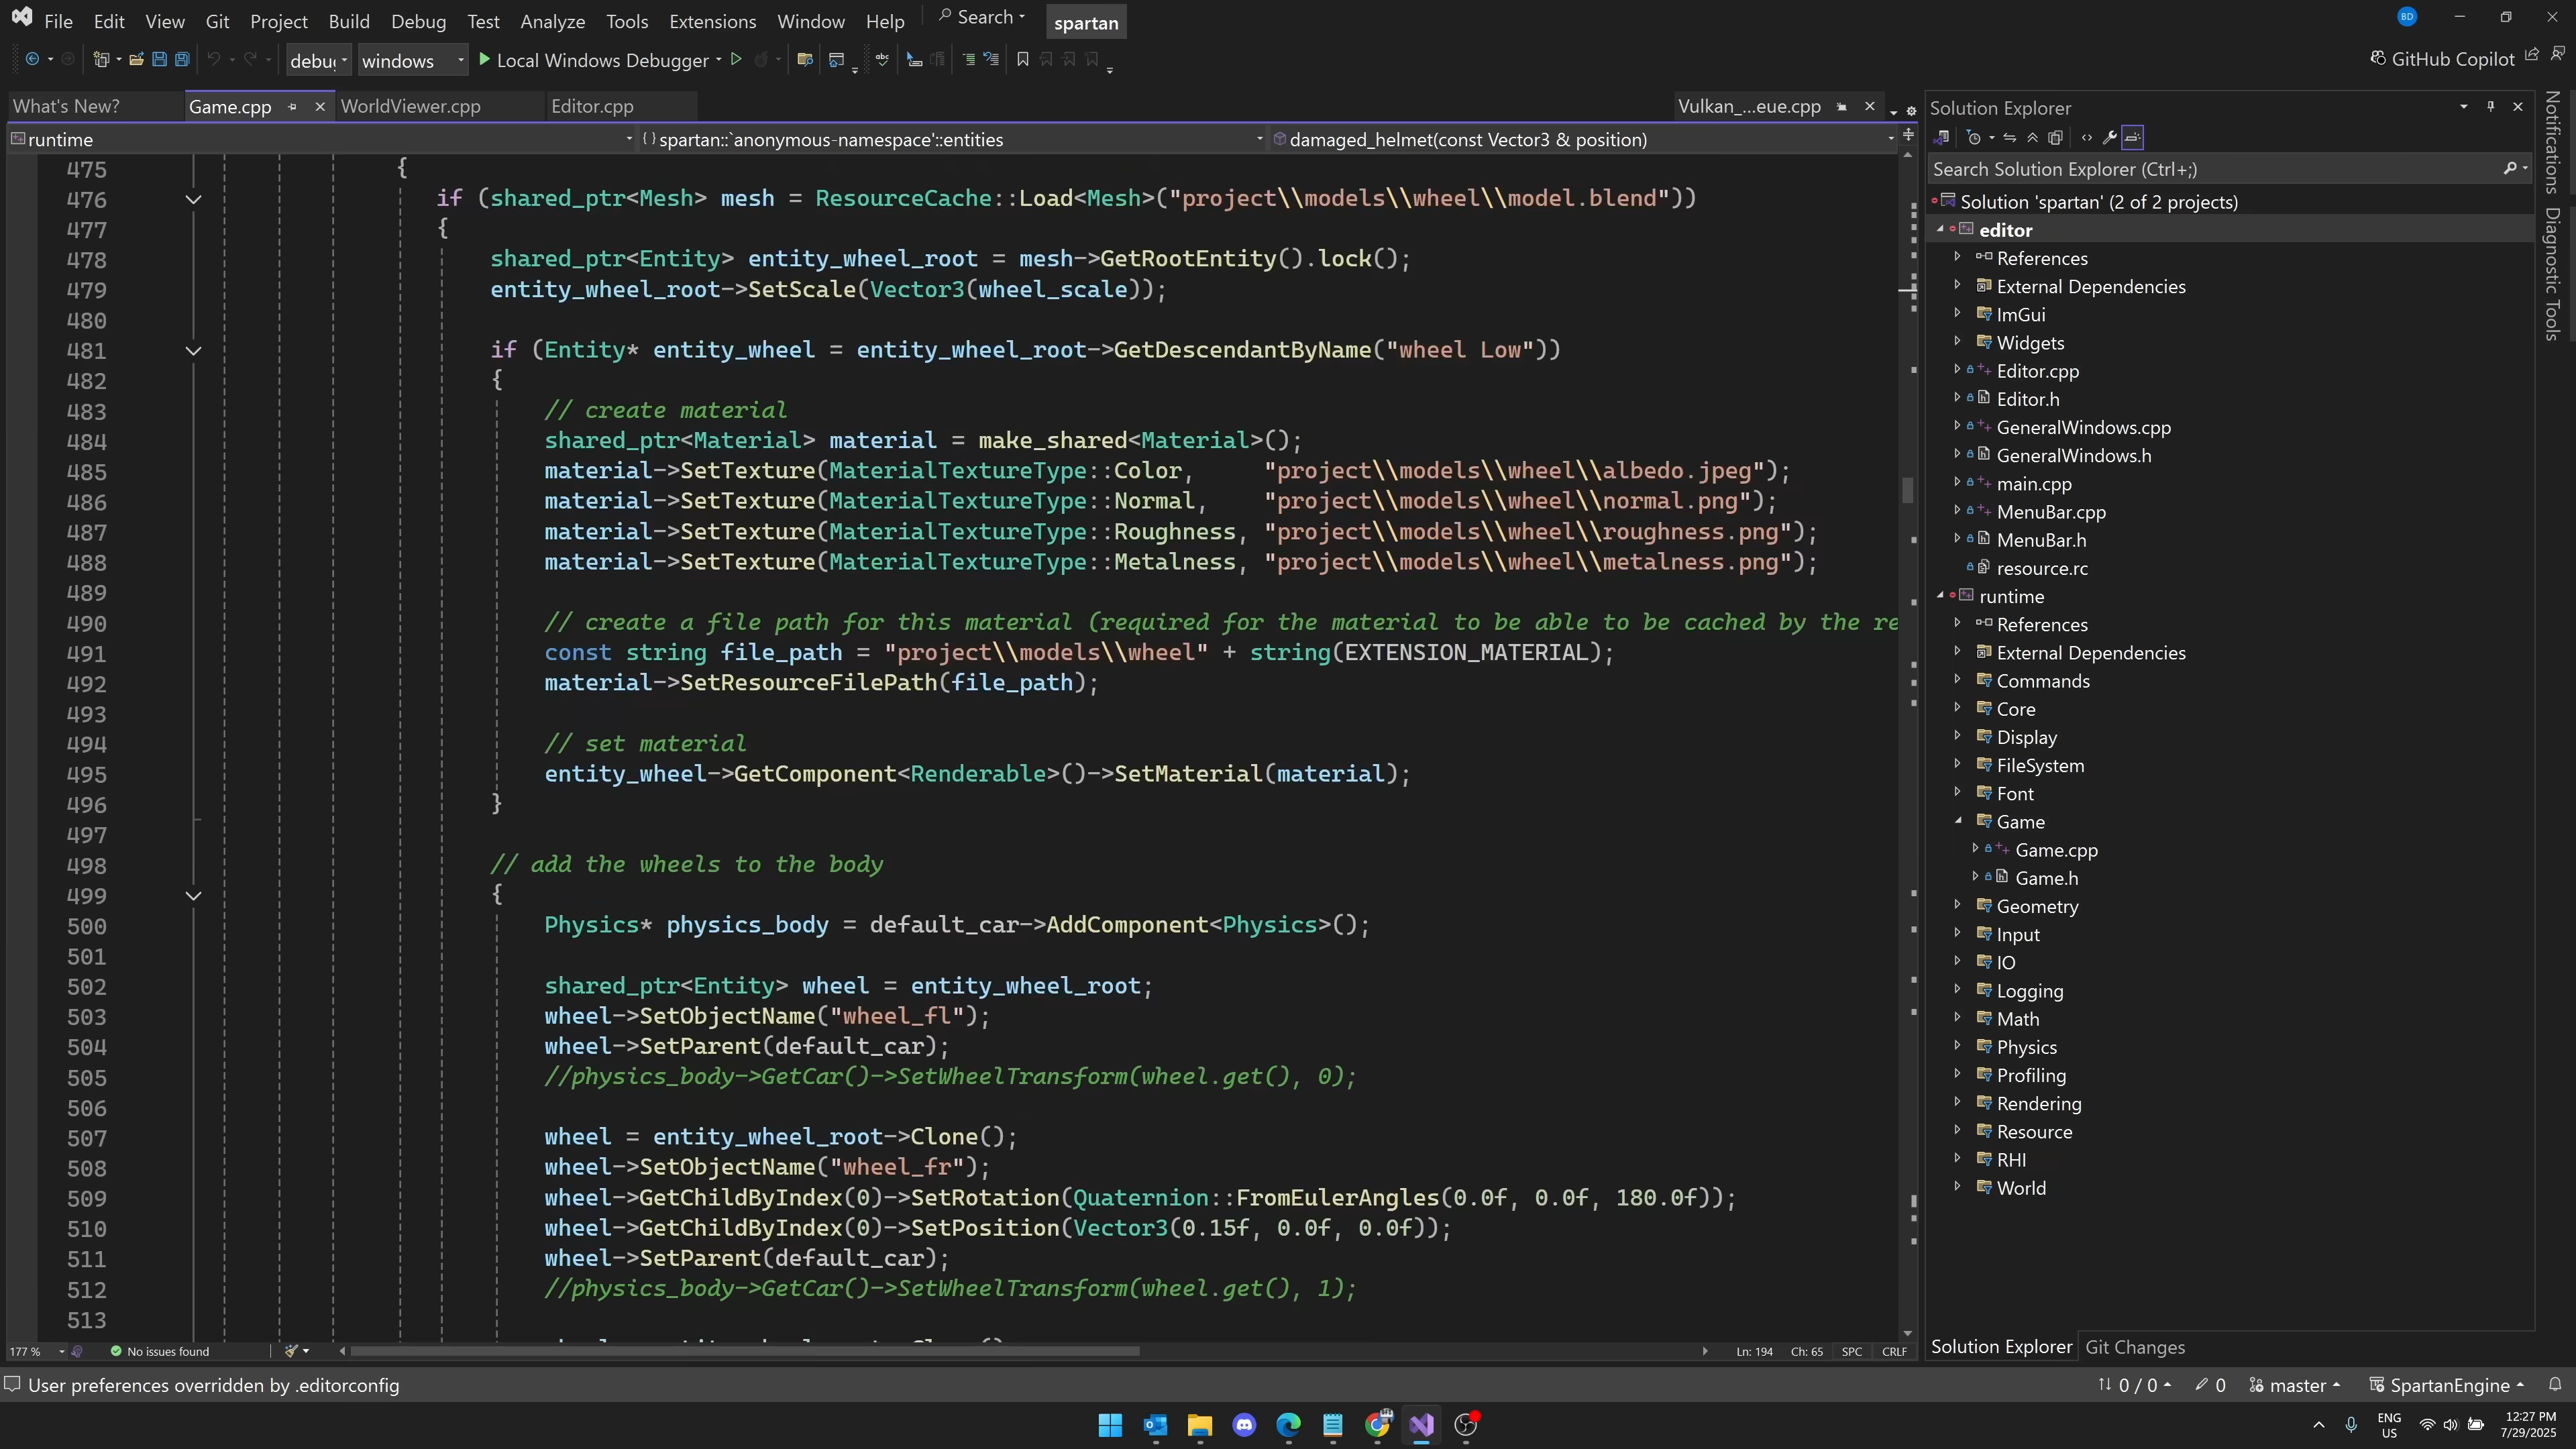 File Edit View Git Project Build Debug Test Analyze Tools Extensions Window Help Search spartan BD
debug windows Local Windows Debugger GitHub Copilot
What's New? Game.cpp WorldViewer.cpp Editor.cpp Vulkan_...eue.cpp
runtime {} spartan::`anonymous-namespace'::entities damaged_helmet(const Vector3 & position)
475 {
476 if (shared_ptr<Mesh> mesh = ResourceCache::Load<Mesh>("project\\models\\wheel\\model.blend"))
477 {
478 shared_ptr<Entity> entity_wheel_root = mesh->GetRootEntity().lock();
479 entity_wheel_root->SetScale(Vector3(wheel_scale));
480
481 if (Entity* entity_wheel = entity_wheel_root->GetDescendantByName("wheel Low"))
482 {
483 // create material
484 shared_ptr<Material> material = make_shared<Material>();
485 material->SetTexture(MaterialTextureType::Color, "project\\models\\wheel\\albedo.jpeg");
486 material->SetTexture(MaterialTextureType::Normal, "project\\models\\wheel\\normal.png");
487 material->SetTexture(MaterialTextureType::Roughness, "project\\models\\wheel\\roughness.png");
488 material->SetTexture(MaterialTextureType::Metalness, "project\\models\\wheel\\metalness.png");
489
490 // create a file path for this material (required for the material to be able to be cached by the re
491 const string file_path = "project\\models\\wheel" + string(EXTENSION_MATERIAL);
492 material->SetResourceFilePath(file_path);
493
494 // set material
495 entity_wheel->GetComponent<Renderable>()->SetMaterial(material);
496 }
497
498 // add the wheels to the body
499 {
500 Physics* physics_body = default_car->AddComponent<Physics>();
501
502 shared_ptr<Entity> wheel = entity_wheel_root;
503 wheel->SetObjectName("wheel_fl");
504 wheel->SetParent(default_car);
505 //physics_body->GetCar()->SetWheelTransform(wheel.get(), 0);
506
507 wheel = entity_wheel_root->Clone();
508 wheel->SetObjectName("wheel_fr");
509 wheel->GetChildByIndex(0)->SetRotation(Quaternion::FromEulerAngles(0.0f, 0.0f, 180.0f));
510 wheel->GetChildByIndex(0)->SetPosition(Vector3(0.15f, 0.0f, 0.0f));
511 wheel->SetParent(default_car);
512 //physics_body->GetCar()->SetWheelTransform(wheel.get(), 1);
513
177 % No issues found Ln: 194 Ch: 65 SPC CRLF
Solution Explorer
Search Solution Explorer (Ctrl+;)
Solution 'spartan' (2 of 2 projects)
editor
References
External Dependencies
ImGui
Widgets
Editor.cpp
Editor.h
GeneralWindows.cpp
GeneralWindows.h
main.cpp
MenuBar.cpp
MenuBar.h
resource.rc
runtime
References
External Dependencies
Commands
Core
Display
FileSystem
Font
Game
Game.cpp
Game.h
Geometry
Input
IO
Logging
Math
Physics
Profiling
Rendering
Resource
RHI
World
Solution Explorer Git Changes
Notifications
Diagnostic Tools
User preferences overridden by .editorconfig 0 / 0 0 master SpartanEngine
ENG
US
12:27 PM
7/29/2025